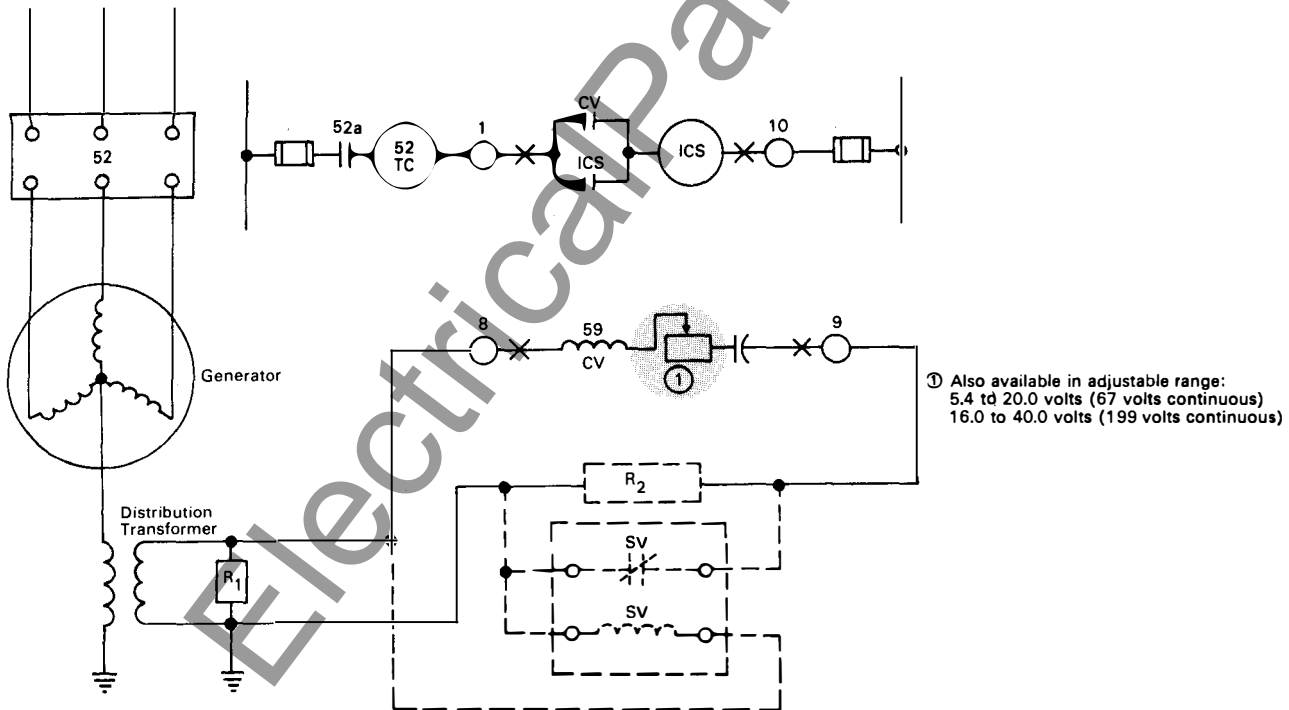 52
52a
52
TC
1
CV
ICS
ICS
10
Generator
8
59
CV
1
9
① Also available in adjustable range:
5.4 to 20.0 volts (67 volts continuous)
16.0 to 40.0 volts (199 volts continuous)
Distribution
Transformer
R1
R2
SV
SV
ElectricalPa